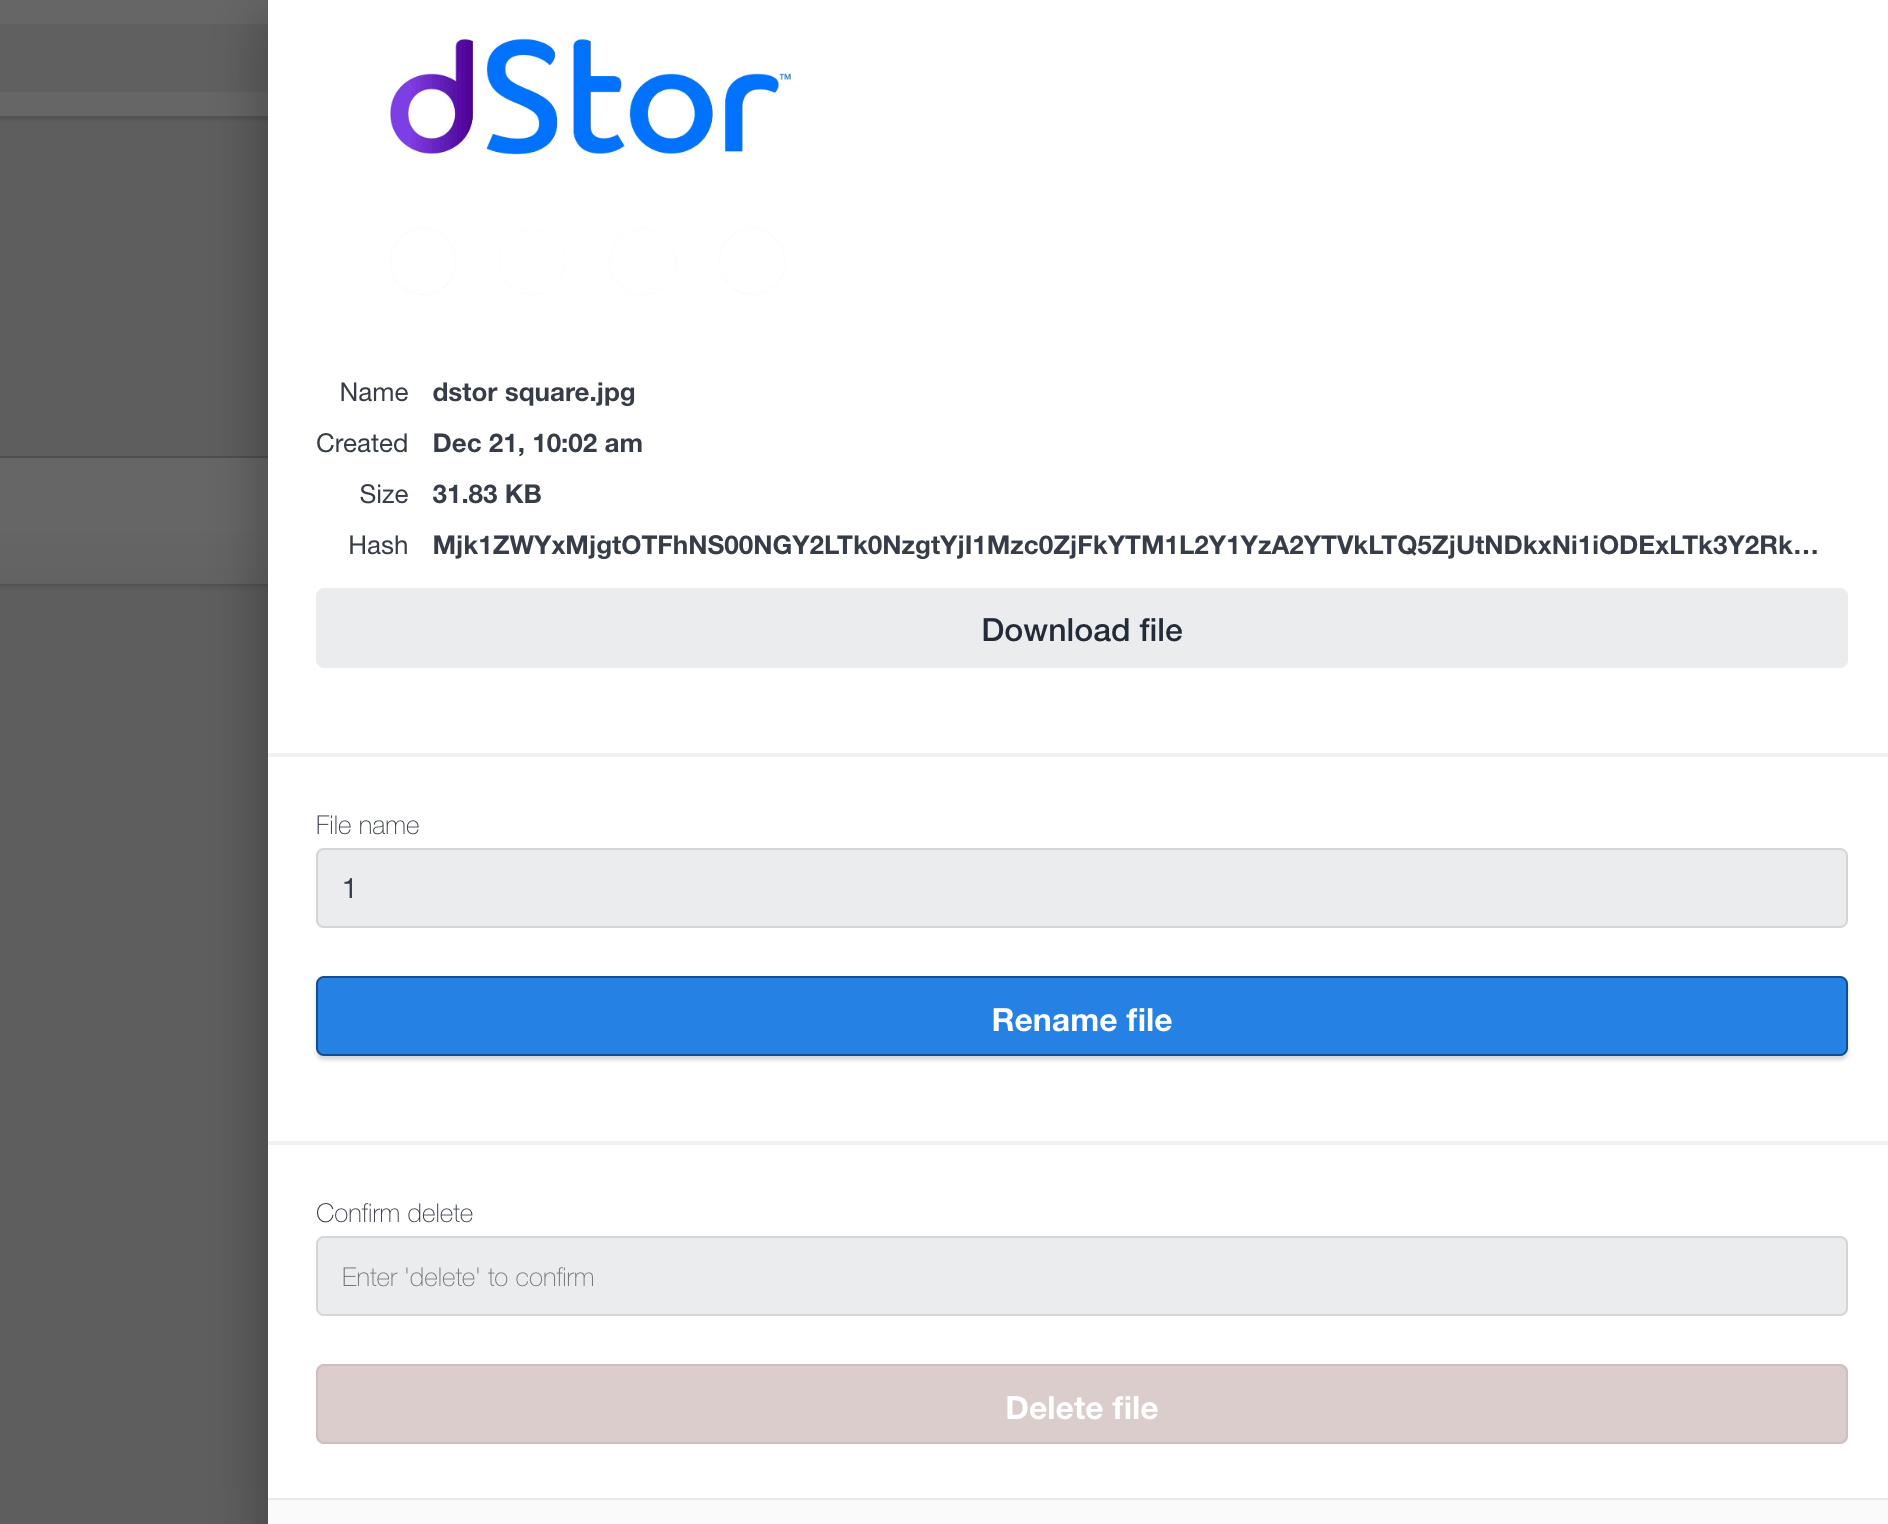 dStor™
Name dstor square.jpg
Created Dec 21, 10:02 am
Size 31.83 KB
Hash Mjk1ZWYxMjgtOTFhNS00NGY2LTk0NzgtYjI1Mzc0ZjFkYTM1L2Y1YzA2YTVkLTQ5ZjUtNDkxNi1iODExLTk3Y2Rk...
Download file
File name
1
Rename file
Confirm delete
Enter 'delete' to confirm
Delete file